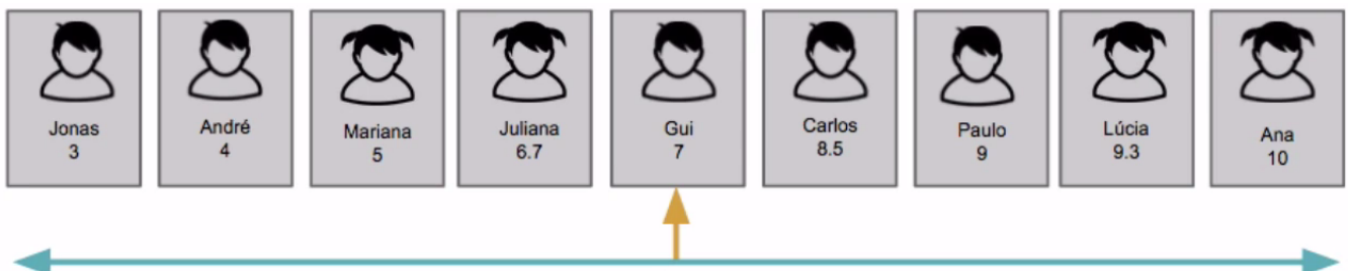 Jonas
3
André
4
Mariana
5
Juliana
6.7
Gui
7
Carlos
8.5
Paulo
9
Lúcia
9.3
Ana
10